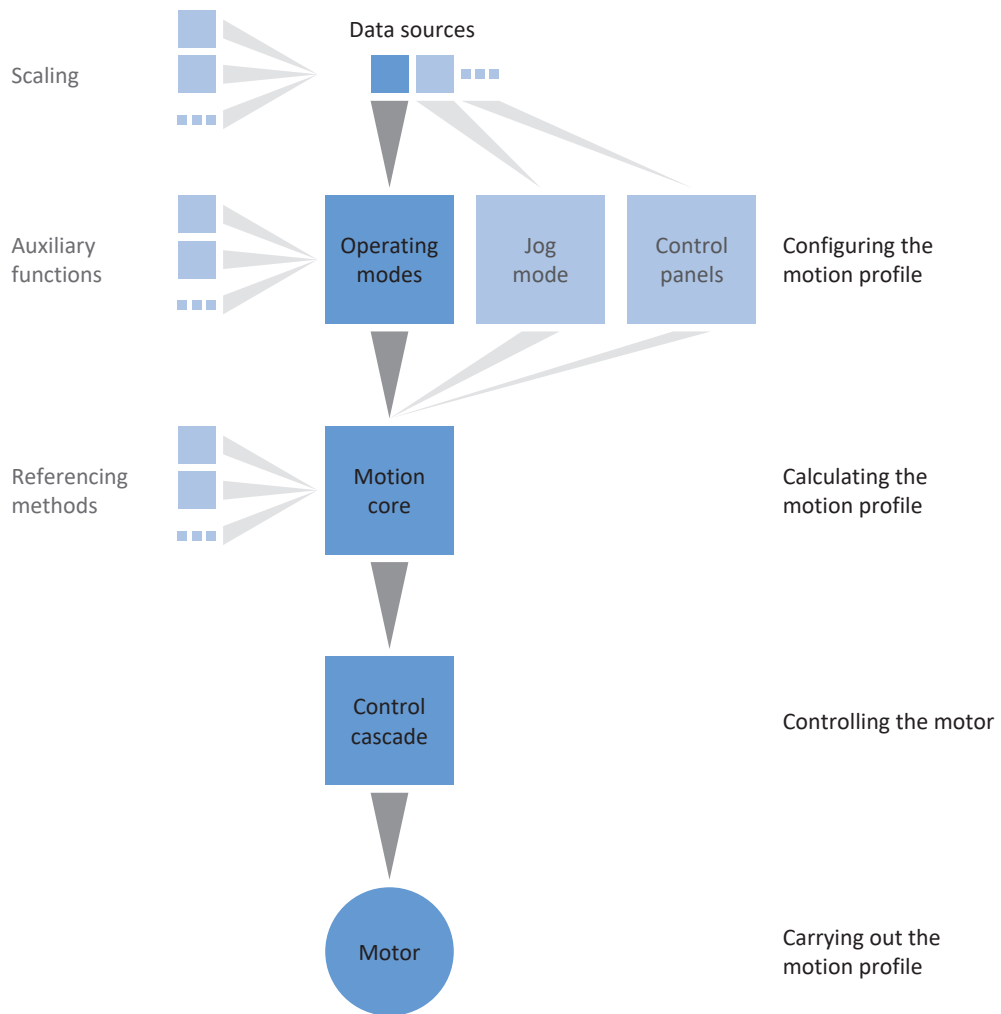 Data sources
Scaling
Auxiliary
functions
Operating
modes
Jog
mode
Control
panels
Configuring the
motion profile
Referencing
methods
Motion
core
Calculating the
motion profile
Control
cascade
Controlling the motor
Motor
Carrying out the
motion profile